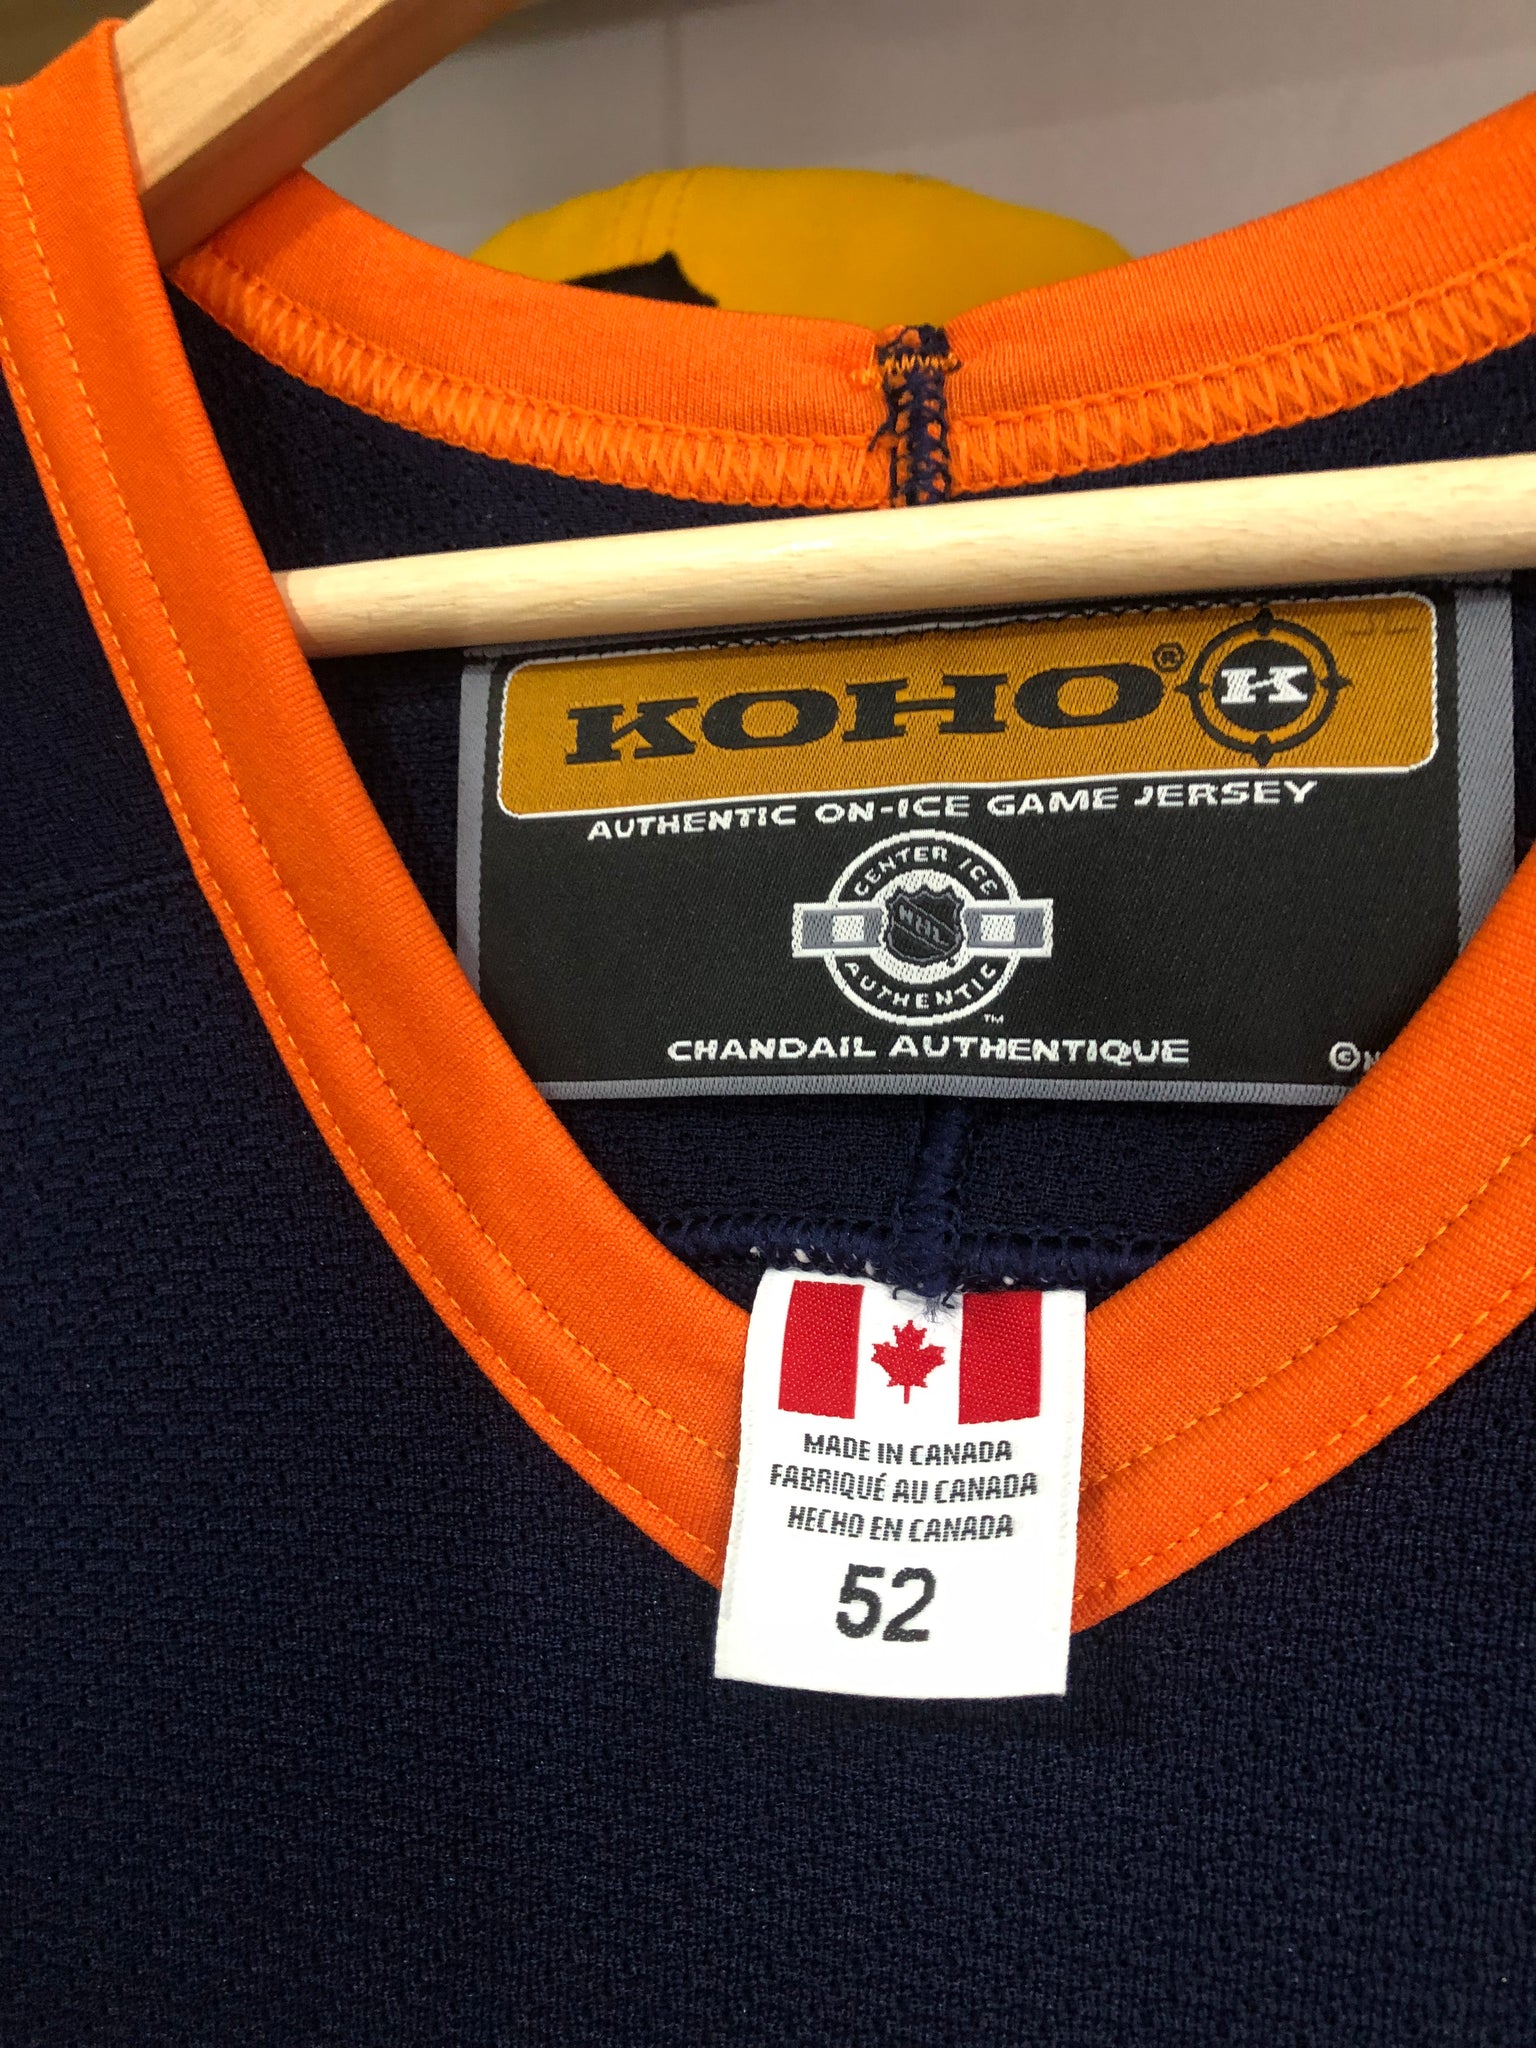 KOHO® K
AUTHENTIC ON-ICE GAME JERSEY
CENTER ICE
NHL
AUTHENTIC
™
CHANDAIL AUTHENTIQUE
©
MADE IN CANADA
FABRIQUÉ AU CANADA
HECHO EN CANADA
52